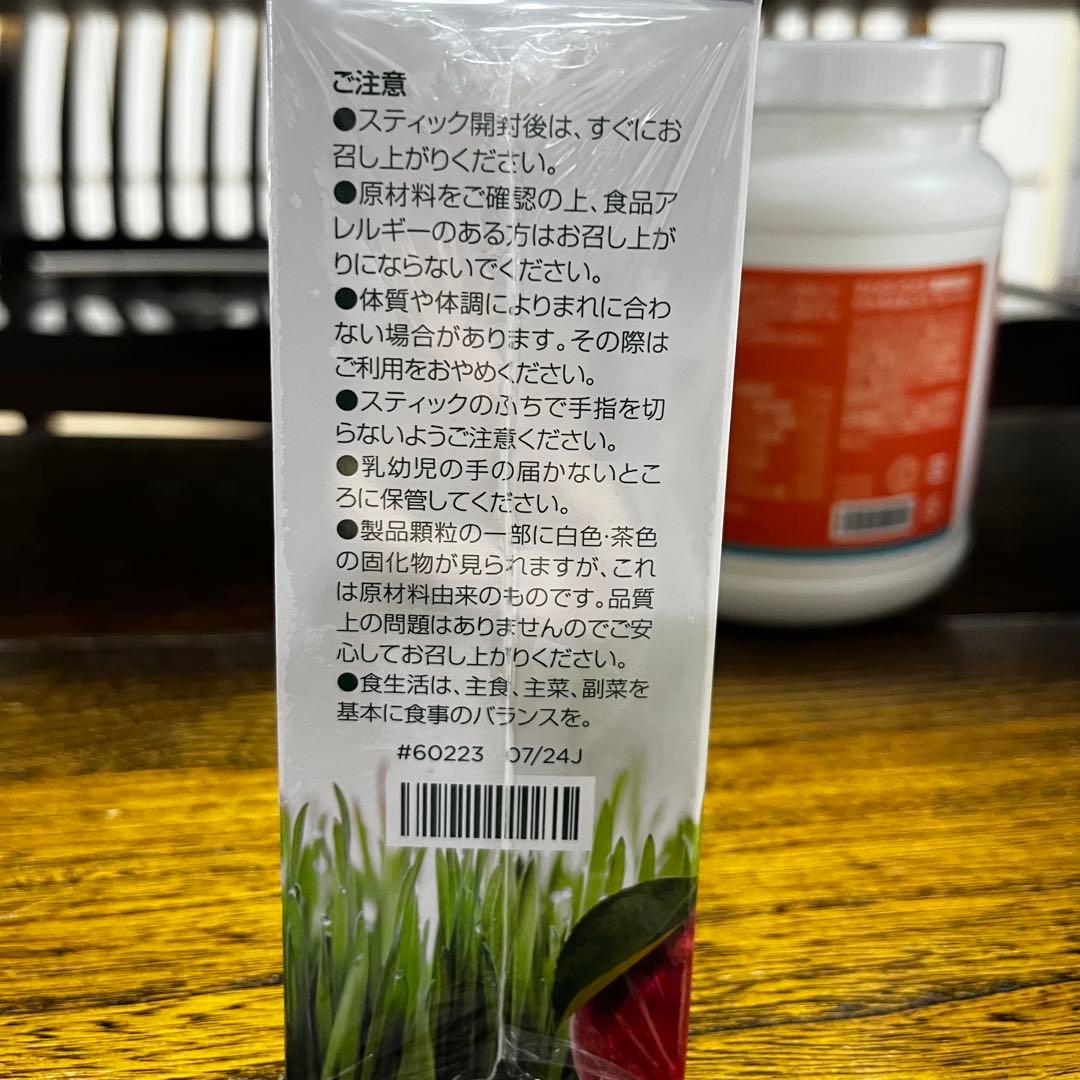 ご注意
●スティック開封後は、すぐにお
召し上がりください。
●原材料をご確認の上、食品ア
レルギーのある方はお召し上が
りにならないでください。
●体質や体調によりまれに合わ
ない場合があります。その際は
ご利用をおやめください。
●スティックのふちで手指を切
らないようご注意ください。
●乳幼児の手の届かないとこ
ろに保管してください。
●製品顆粒の一部に白色·茶色
の固化物が見られますが、これ
は原材料由来のものです。品質
上の問題はありませんのでご安
心してお召し上がりください。
●食生活は、主食、主菜、副菜を
基本に食事のバランスを。
#60223 07/24J